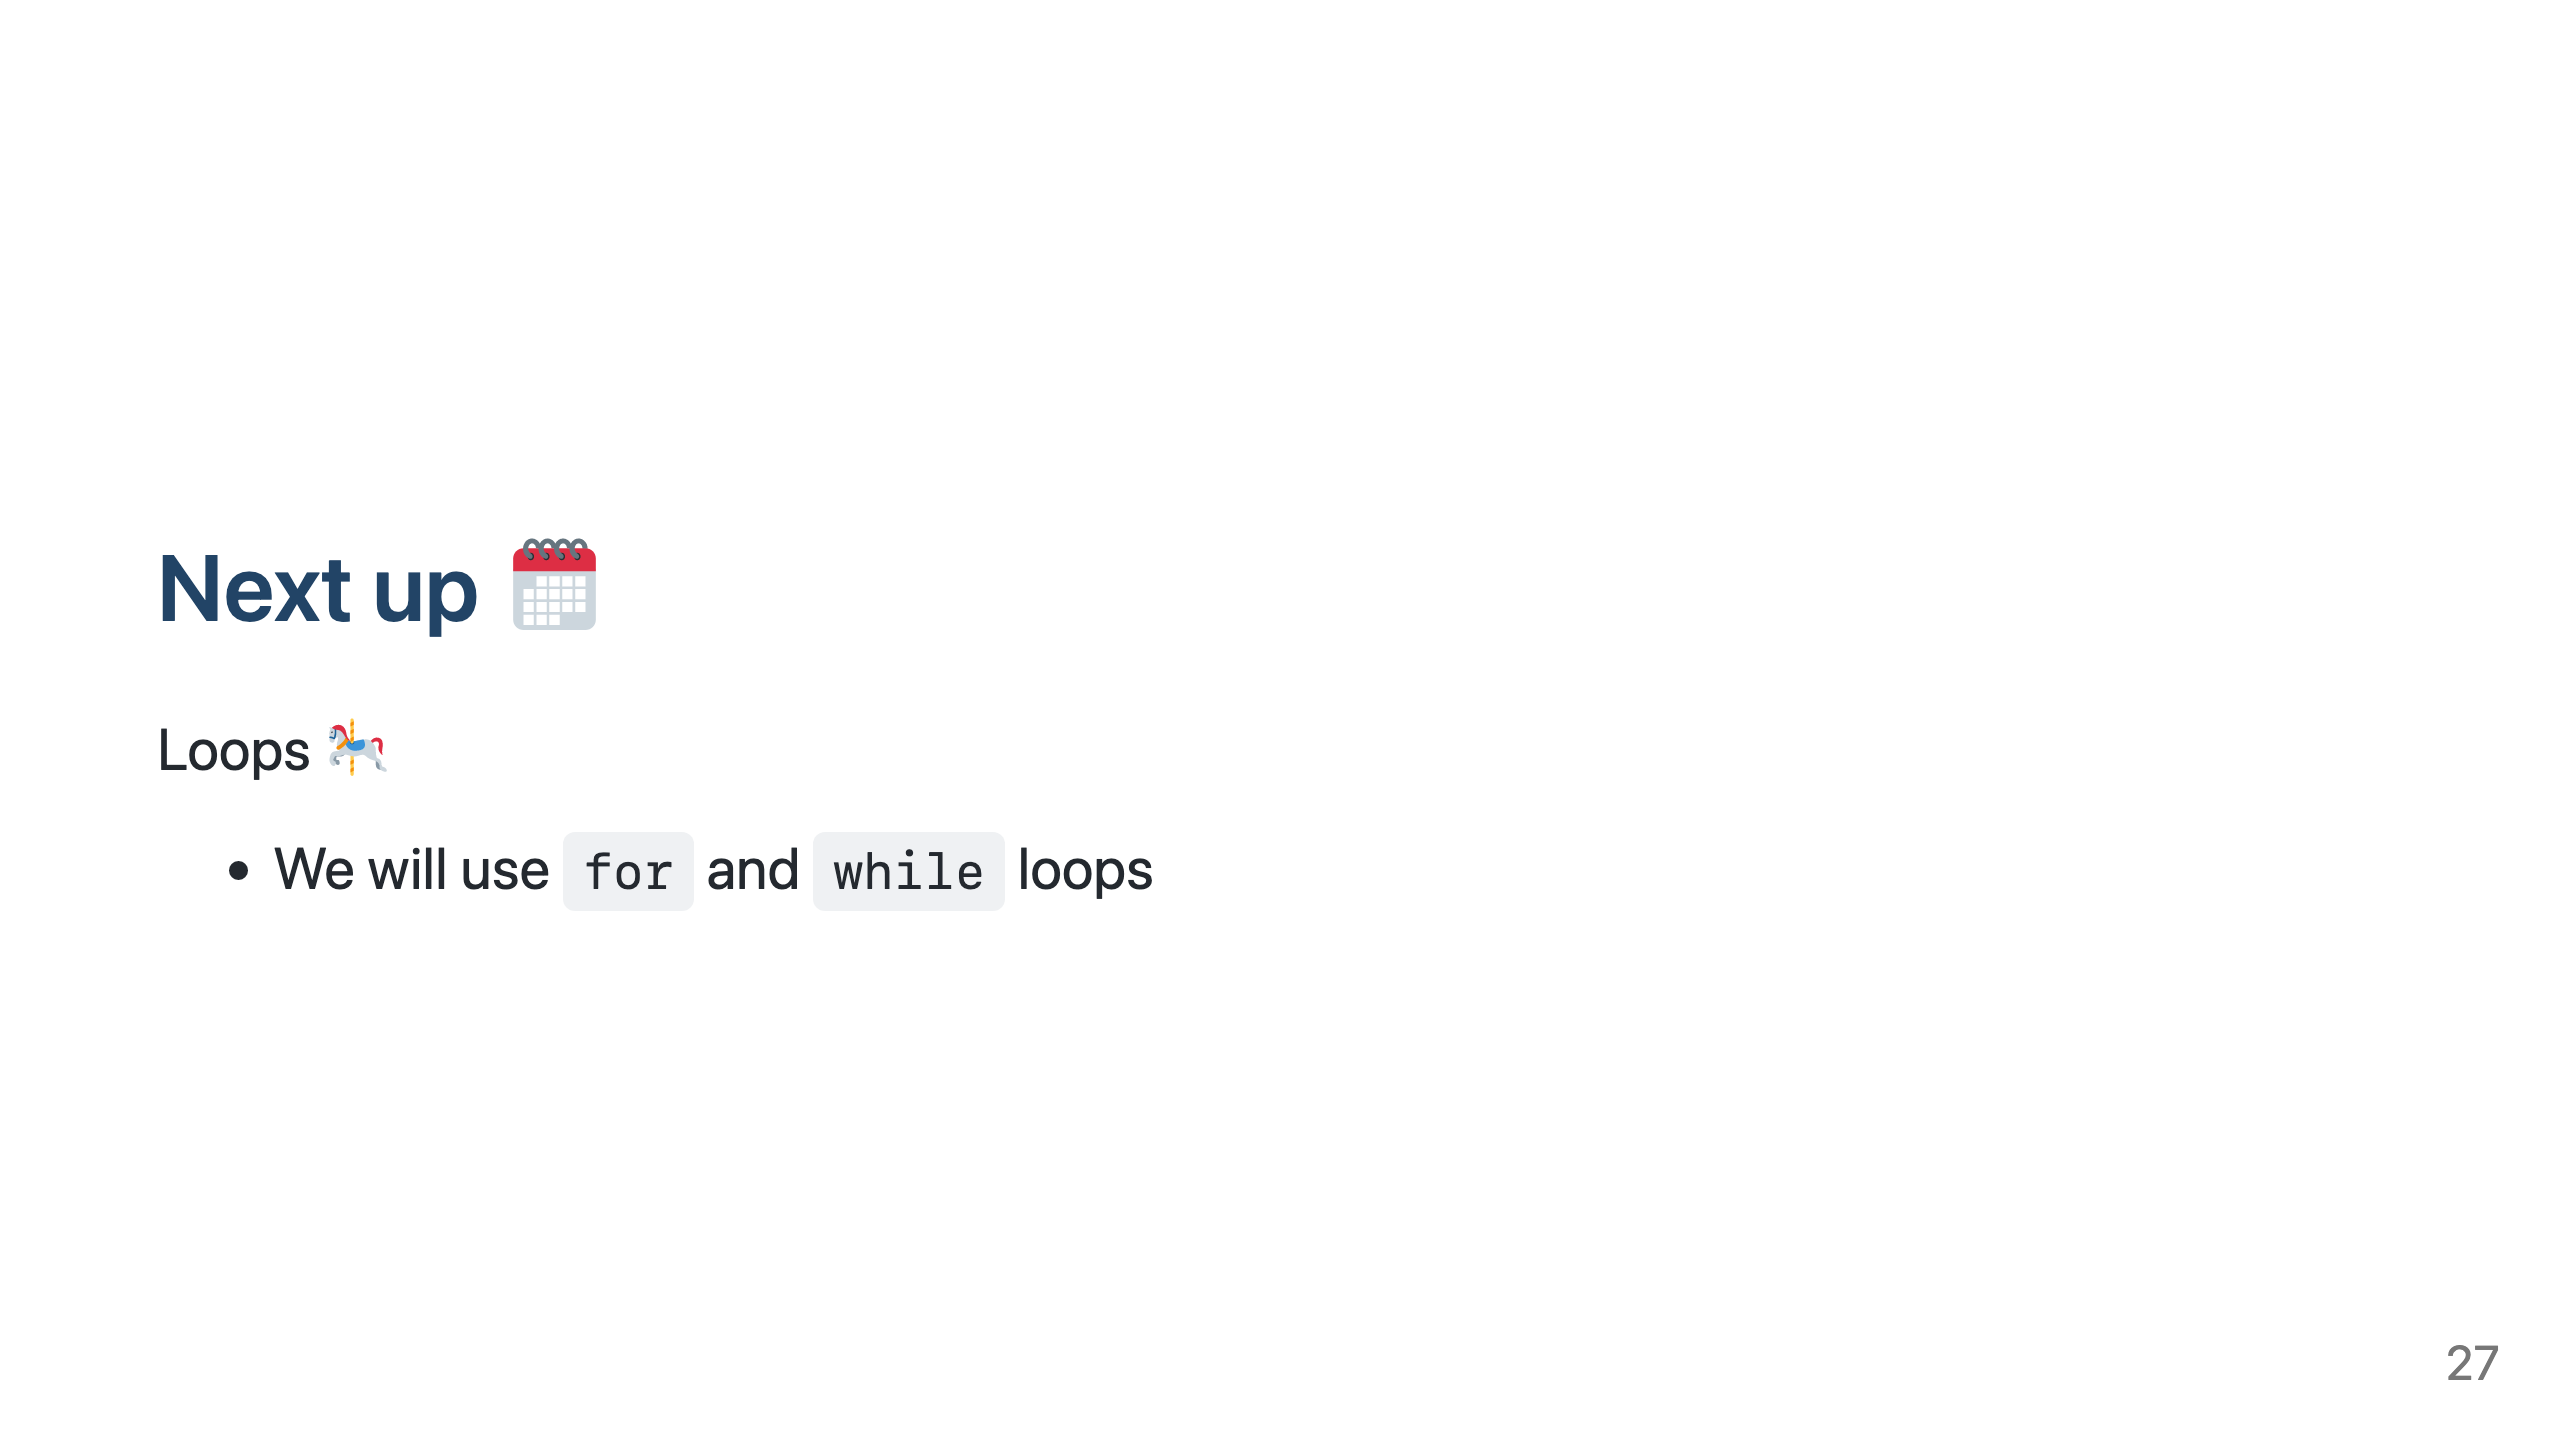 Next up 🗓️
Loops 🎠
• We will use for and while loops
27